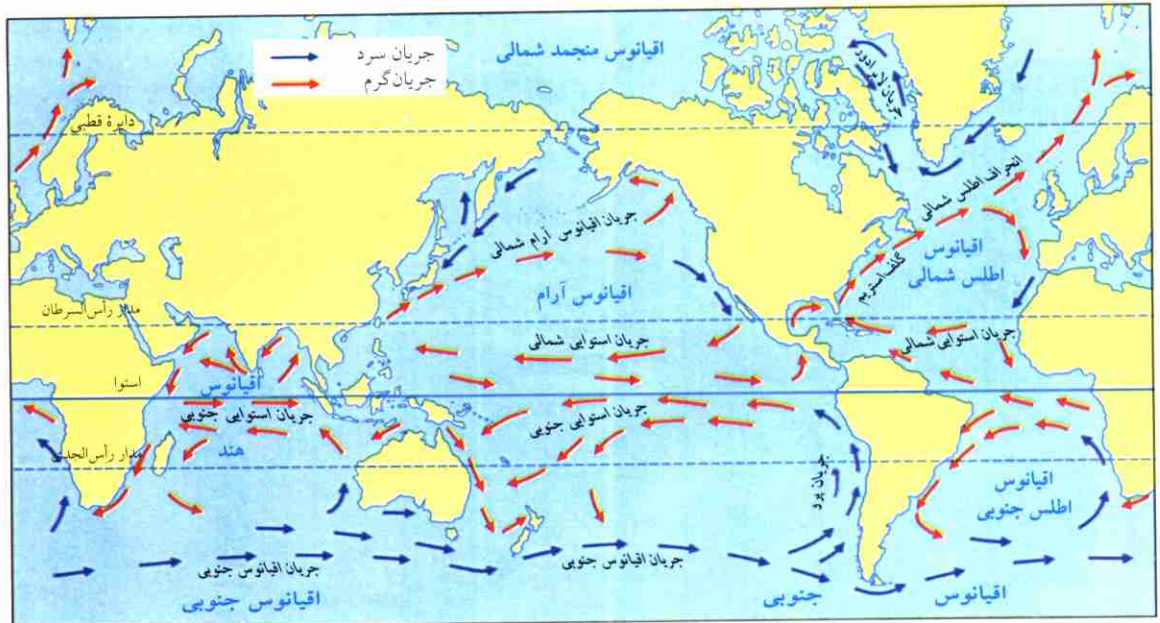 جریان سرد
جریان گرم
اقیانوس منجمد شمالی
جریان لابرادور
دایرهٔ قطبی
انحراف اطلس شمالی
جریان اقیانوس آرام شمالی
اقیانوس
اطلس شمالی
گلف استریم
اقیانوس آرام
مدار رأس‌السرطان
جریان استوایی شمالی
جریان استوایی شمالی
استوا
اقیانوس
جریان استوایی جنوبی
جریان استوایی جنوبی
هند
مدار رأس‌الجدی
جریان پرو
اقیانوس
اطلس جنوبی
جریان اقیانوس جنوبی
جریان اقیانوس جنوبی
اقیانوس جنوبی
جنوبی
اقیانوس